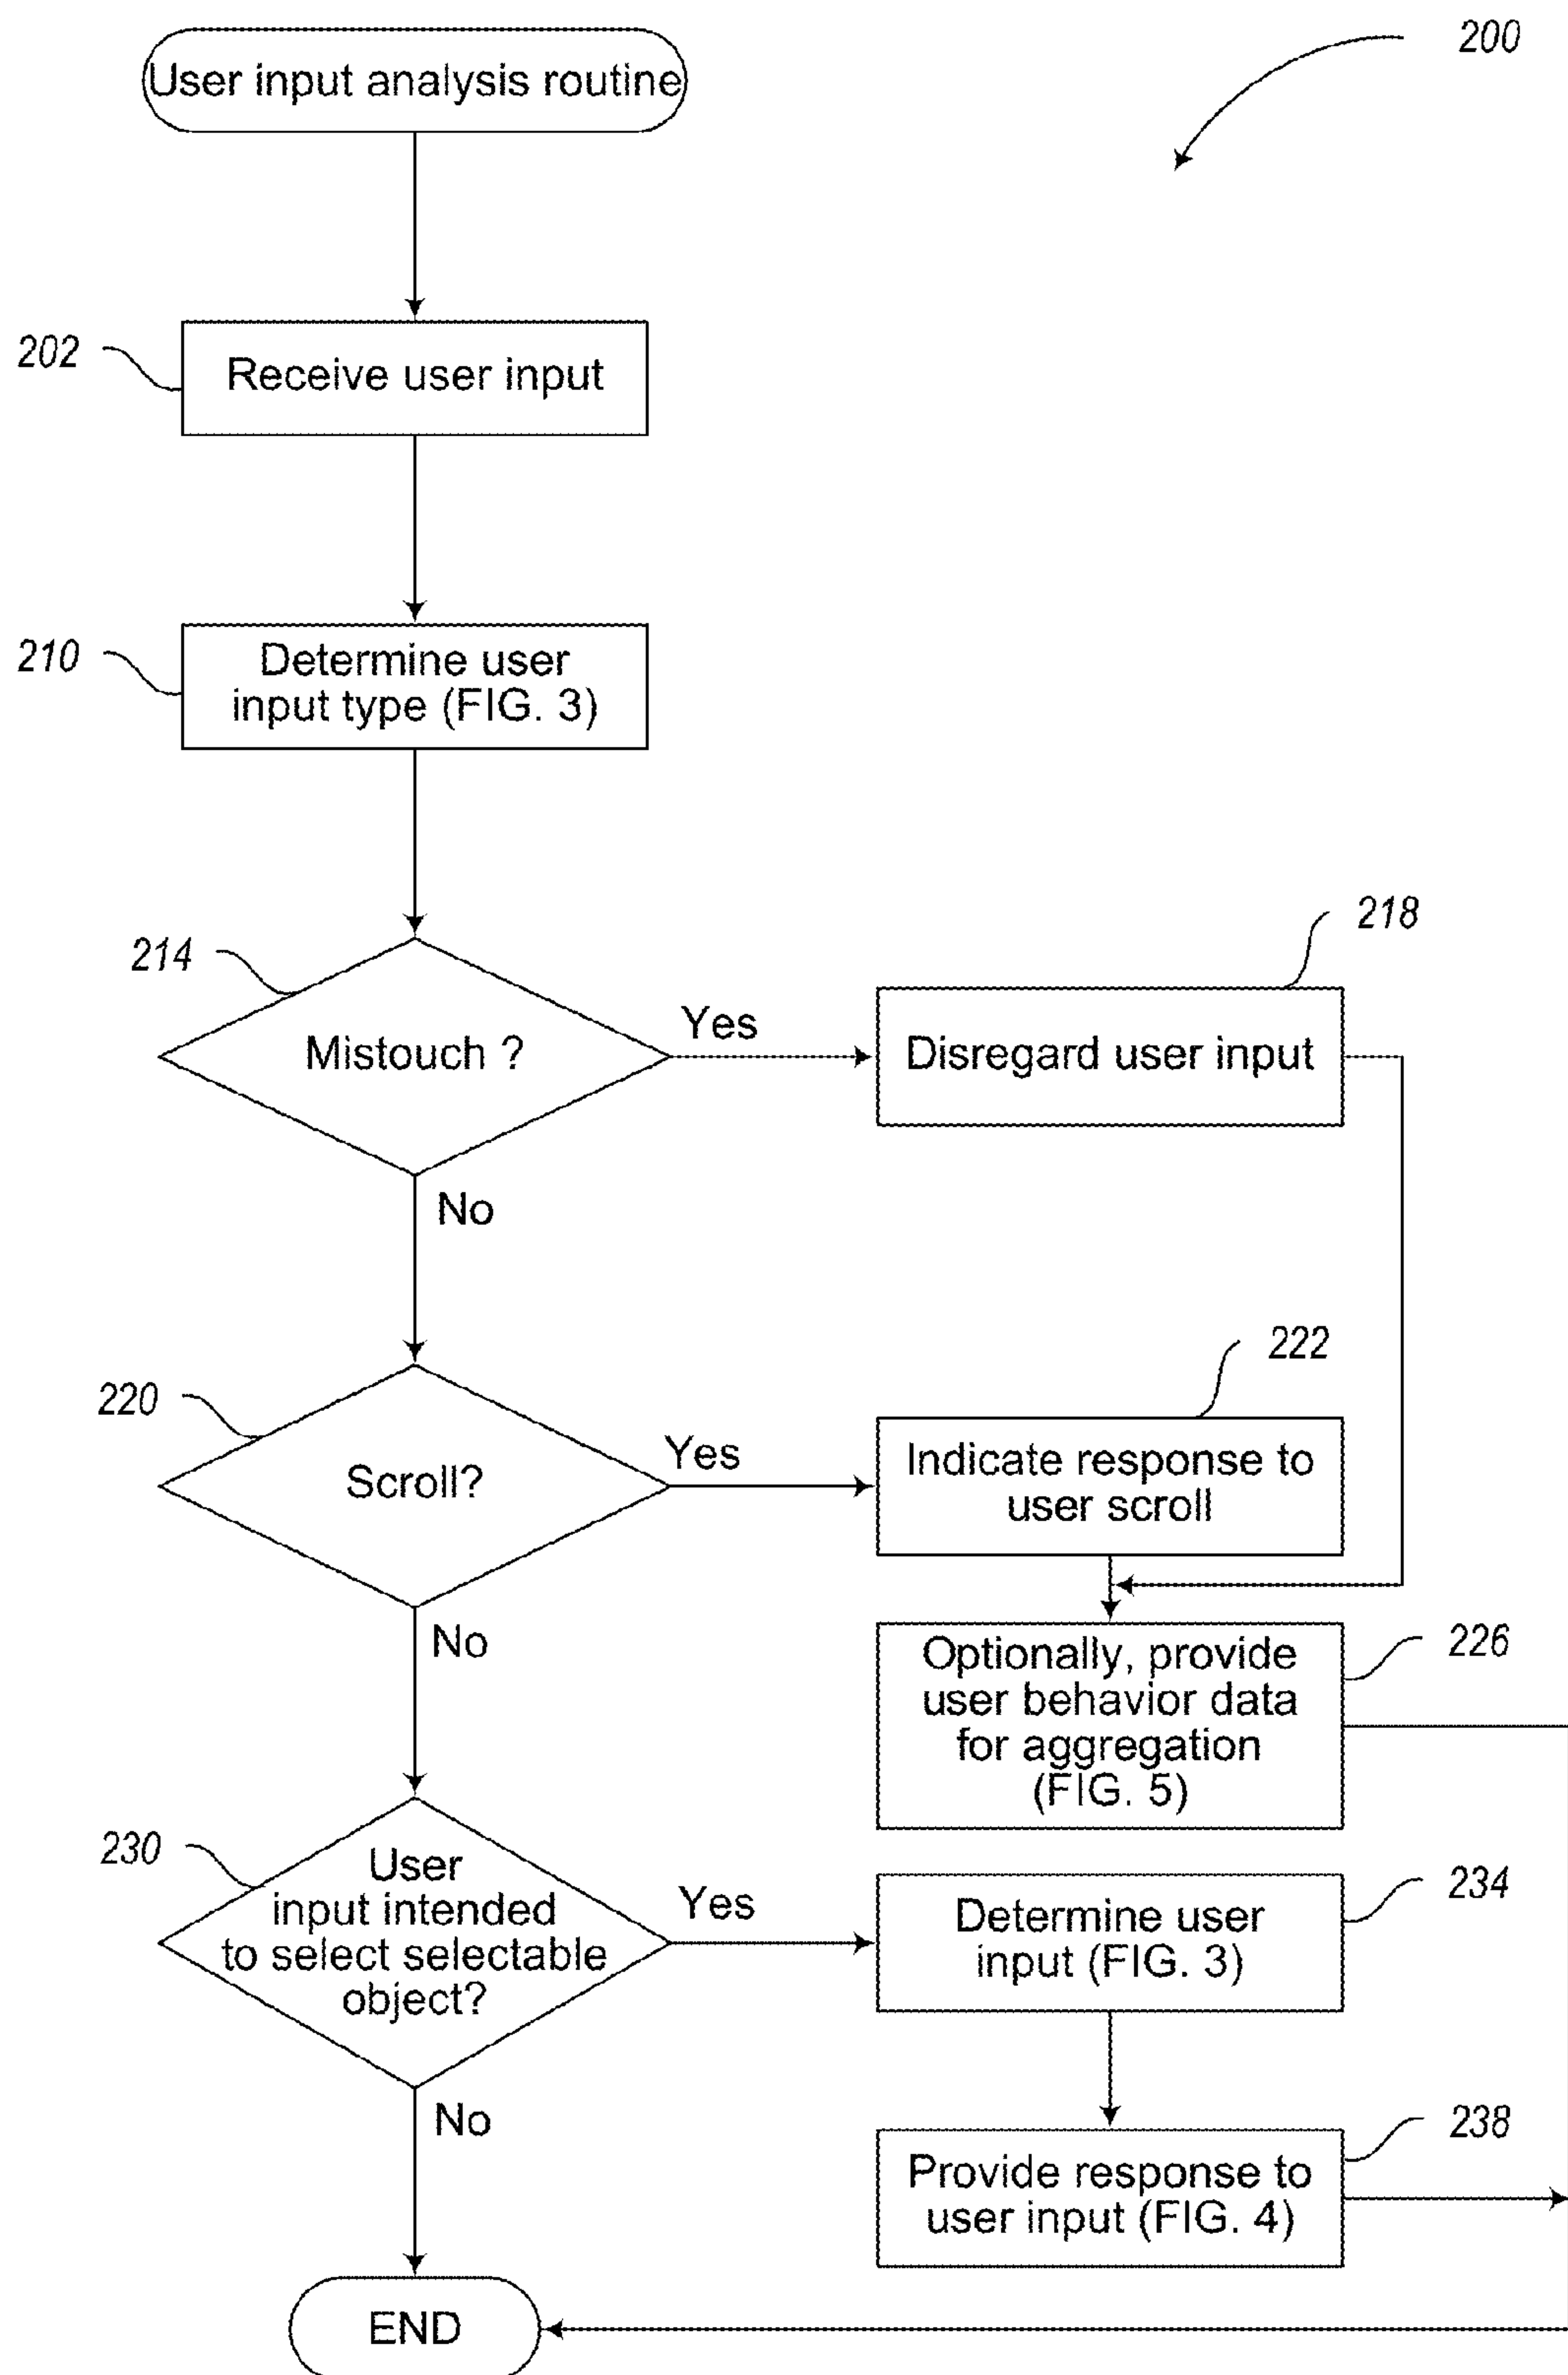 200
User input analysis routine
202
Receive user input
210
Determine user
input type (FIG. 3)
214
Mistouch ?
Yes
218
Disregard user input
No
220
Scroll?
Yes
222
Indicate response to
user scroll
No
226
Optionally, provide
user behavior data
for aggregation
(FIG. 5)
230
User
input intended
to select selectable
object?
Yes
234
Determine user
input (FIG. 3)
No
238
Provide response to
user input (FIG. 4)
END